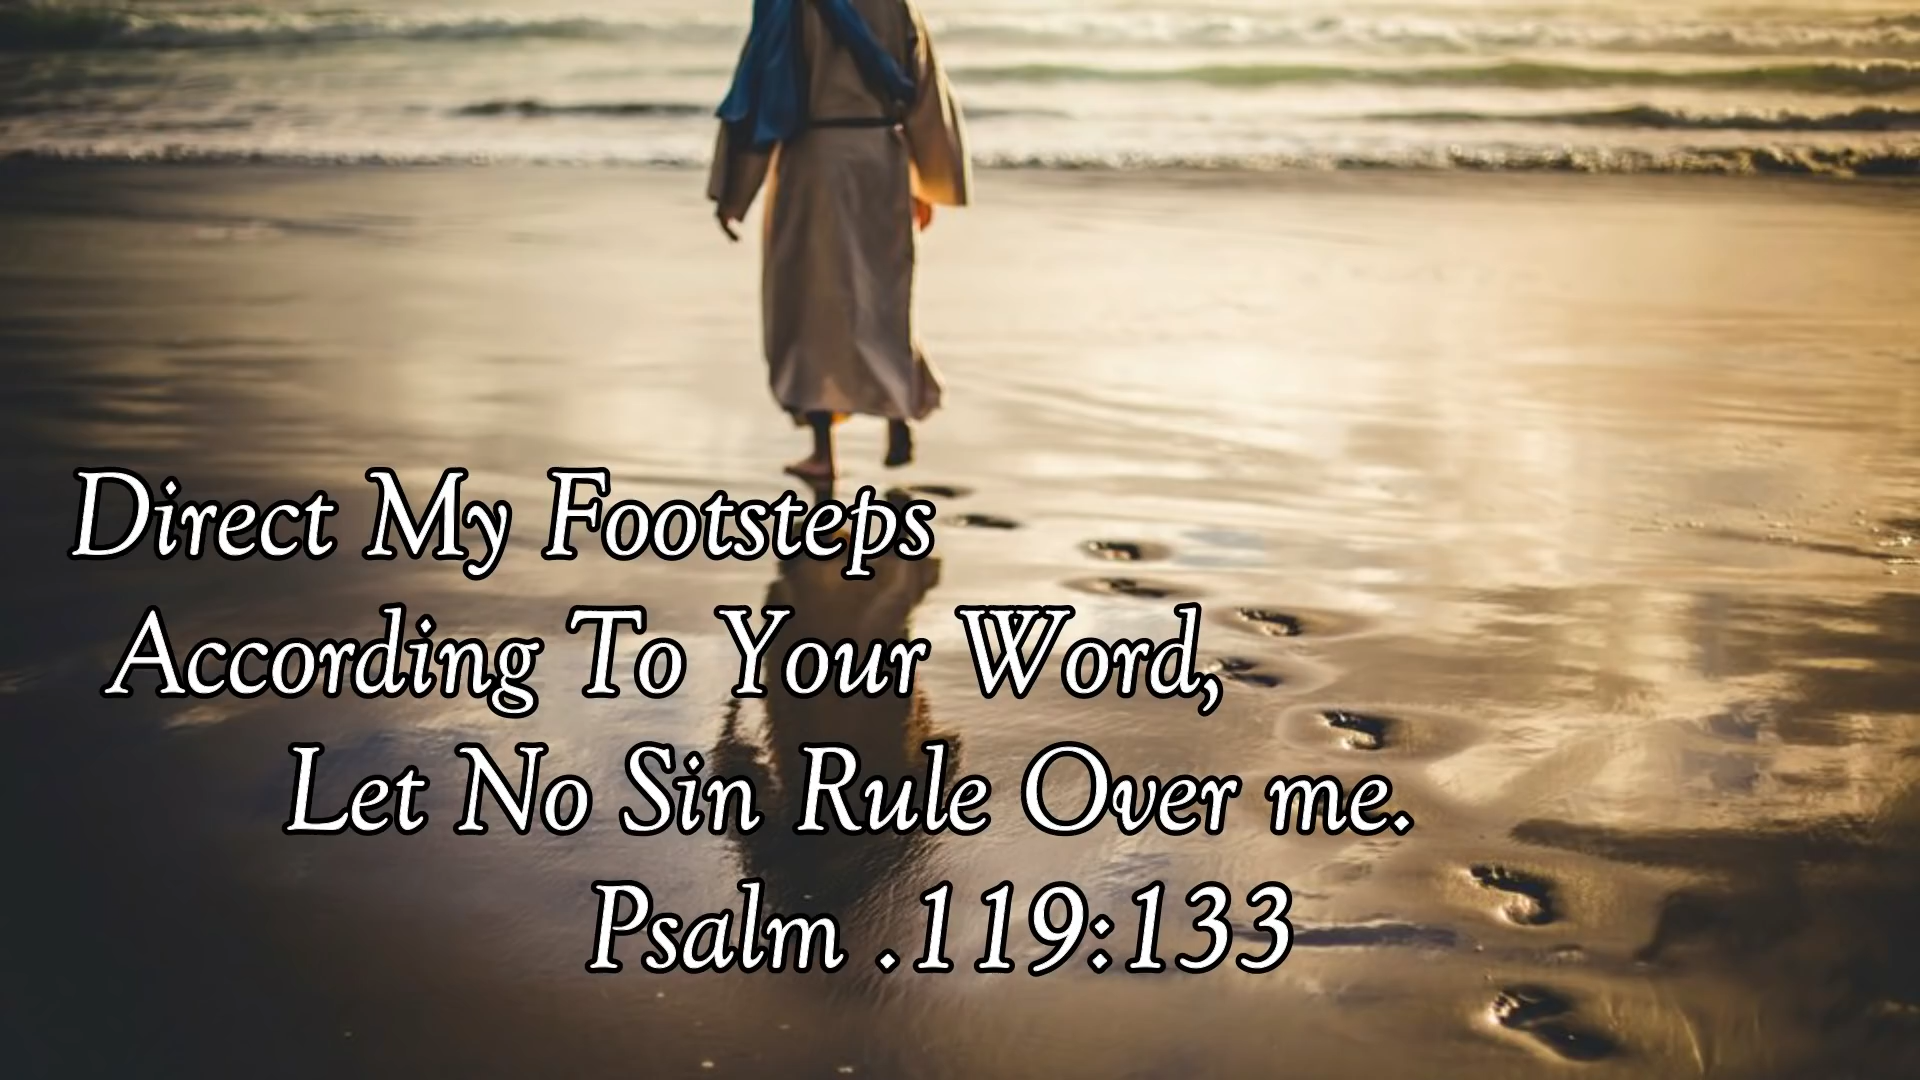 Direct My Footsteps
According To Your Word,
Let No Sin Rule Over me.
Psalm .119:133